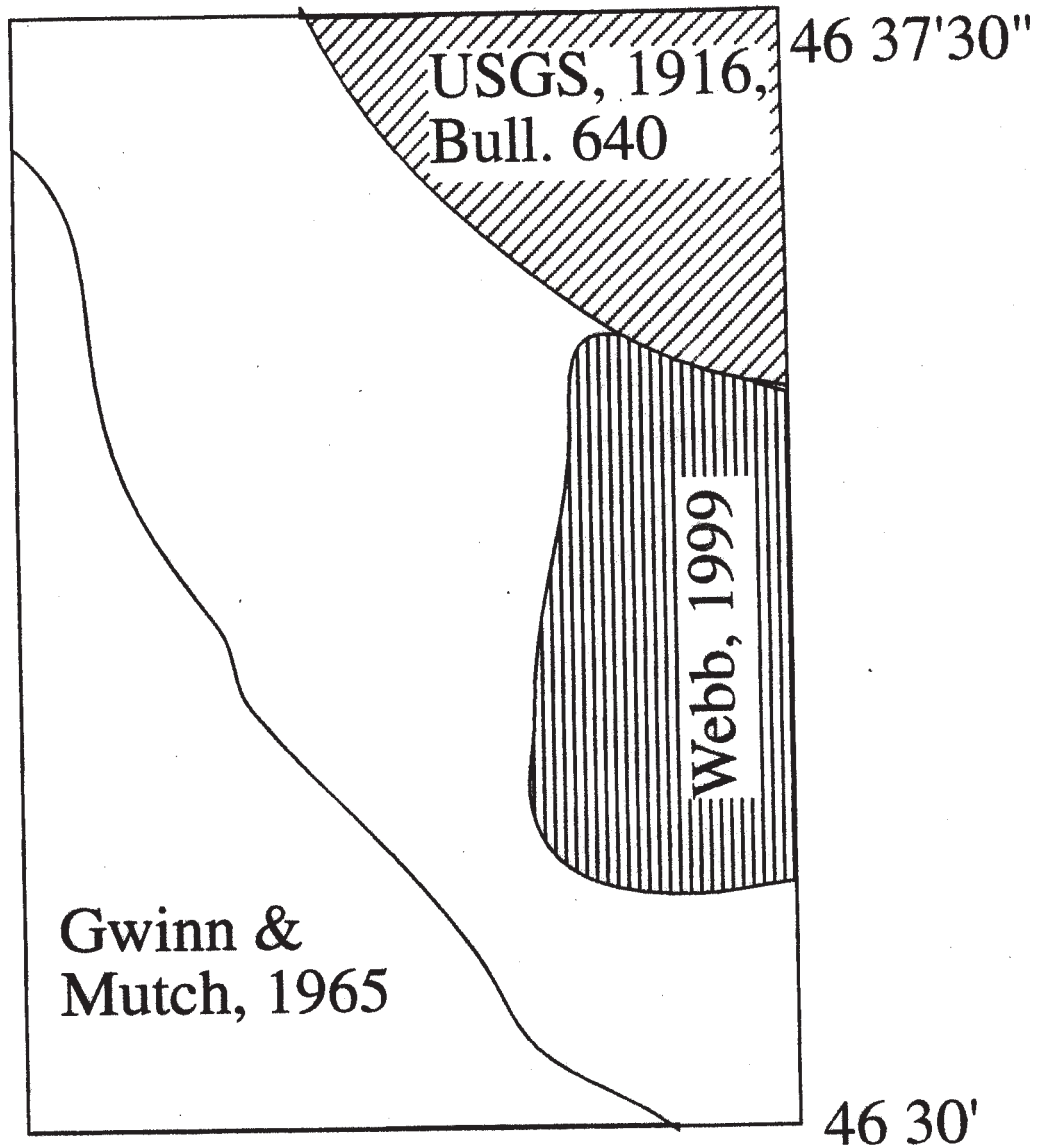 46 37'30"
USGS, 1916,
Bull. 640
Webb, 1999
Gwinn &
Mutch, 1965
46 30'